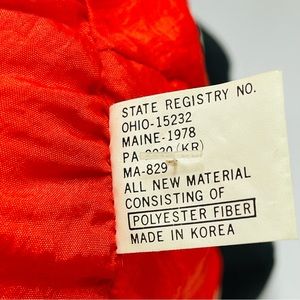 STATE REGISTRY NO.
OHIO-15232
MAINE-1978
PA (KR)
MA-829
ALL NEW MATERIAL
CONSISTING OF
POLYESTER FIBER
MADE IN KOREA